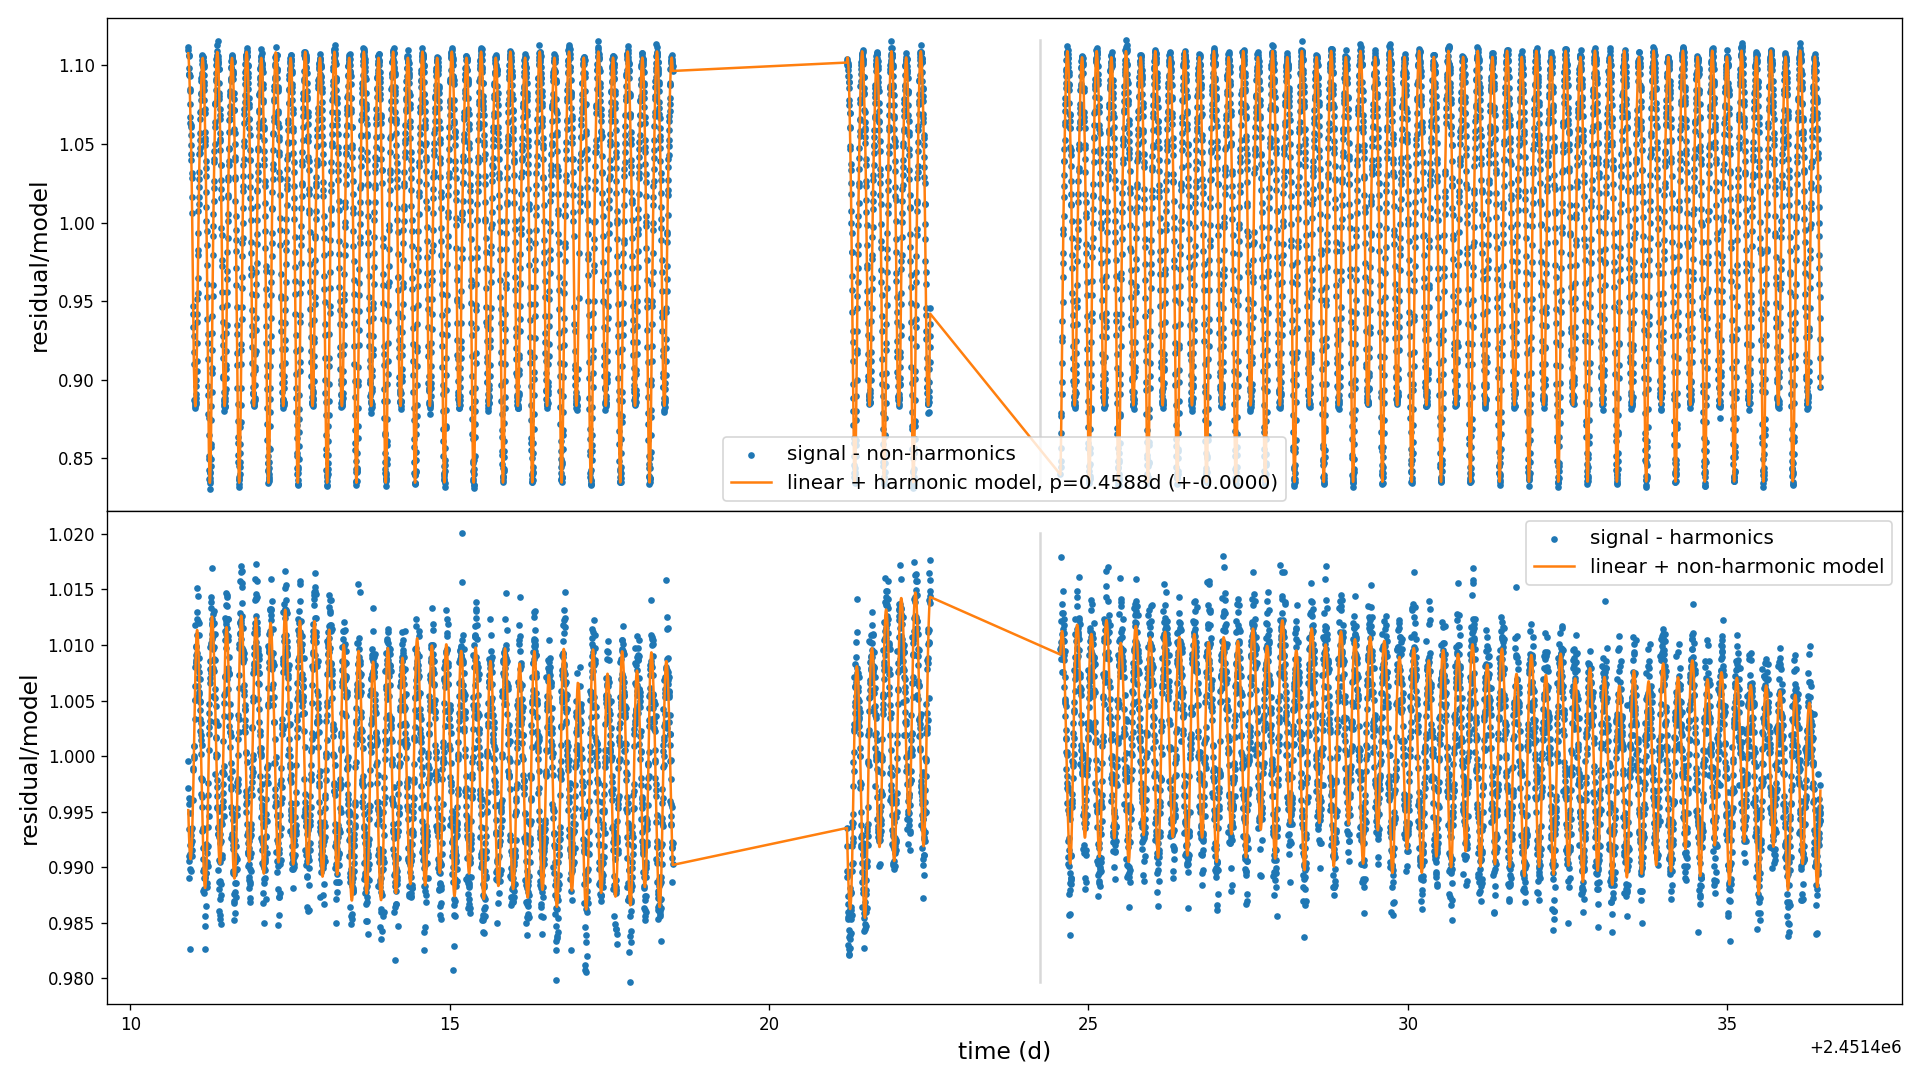 1.10
1.05
1.00
0.95
0.90
0.85
residual/model
signal - non-harmonics
linear + harmonic model, p=0.4588d (+-0.0000)
1.020
1.015
1.010
1.005
1.000
0.995
0.990
0.985
0.980
residual/model
signal - harmonics
linear + non-harmonic model
10
15
20
25
30
35
time (d)
+2.4514e6